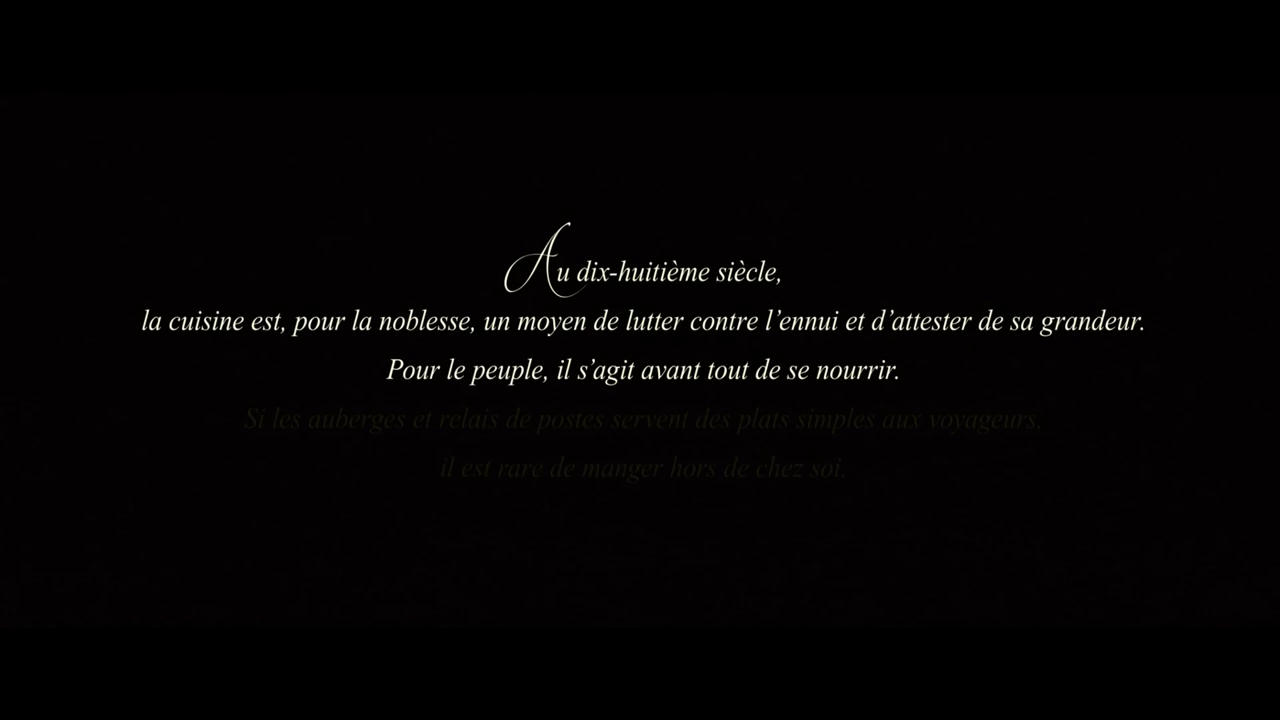 Au dix-huitième siècle,
la cuisine est, pour la noblesse, un moyen de lutter contre l’ennui et d’attester de sa grandeur.
Pour le peuple, il s’agit avant tout de se nourrir.
Si les auberges et relais de postes servent des plats simples aux voyageurs,
il est rare de manger hors de chez soi.